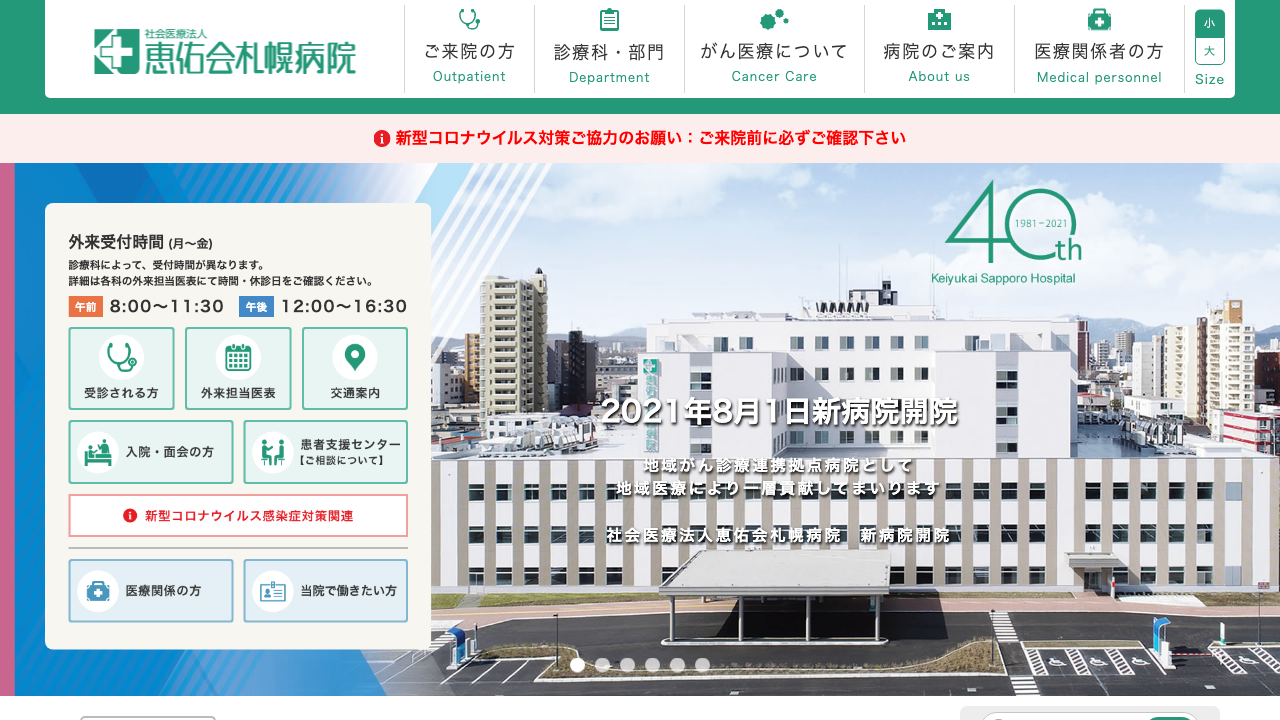 社会医療法人
恵佑会札幌病院
ご来院の方
Outpatient
診療科・部門
Department
がん医療について
Cancer Care
病院のご案内
About us
医療関係者の方
Medical personnel
小
大
Size
新型コロナウイルス対策ご協力のお願い：ご来院前に必ずご確認下さい
外来受付時間 (月〜金)
診療科によって、受付時間が異なります。
詳細は各科の外来担当医表にて時間・休診日をご確認ください。
午前 8:00〜11:30 午後 12:00〜16:30
受診される方
外来担当医表
交通案内
入院・面会の方
患者支援センター
【ご相談について】
新型コロナウイルス感染症対策関連
医療関係の方
当院で働きたい方
40th
1981-2021
Keiyukai Sapporo Hospital
2021年8月1日新病院開院
地域がん診療連携拠点病院として
地域医療により一層貢献してまいります
社会医療法人恵佑会札幌病院　新病院開院